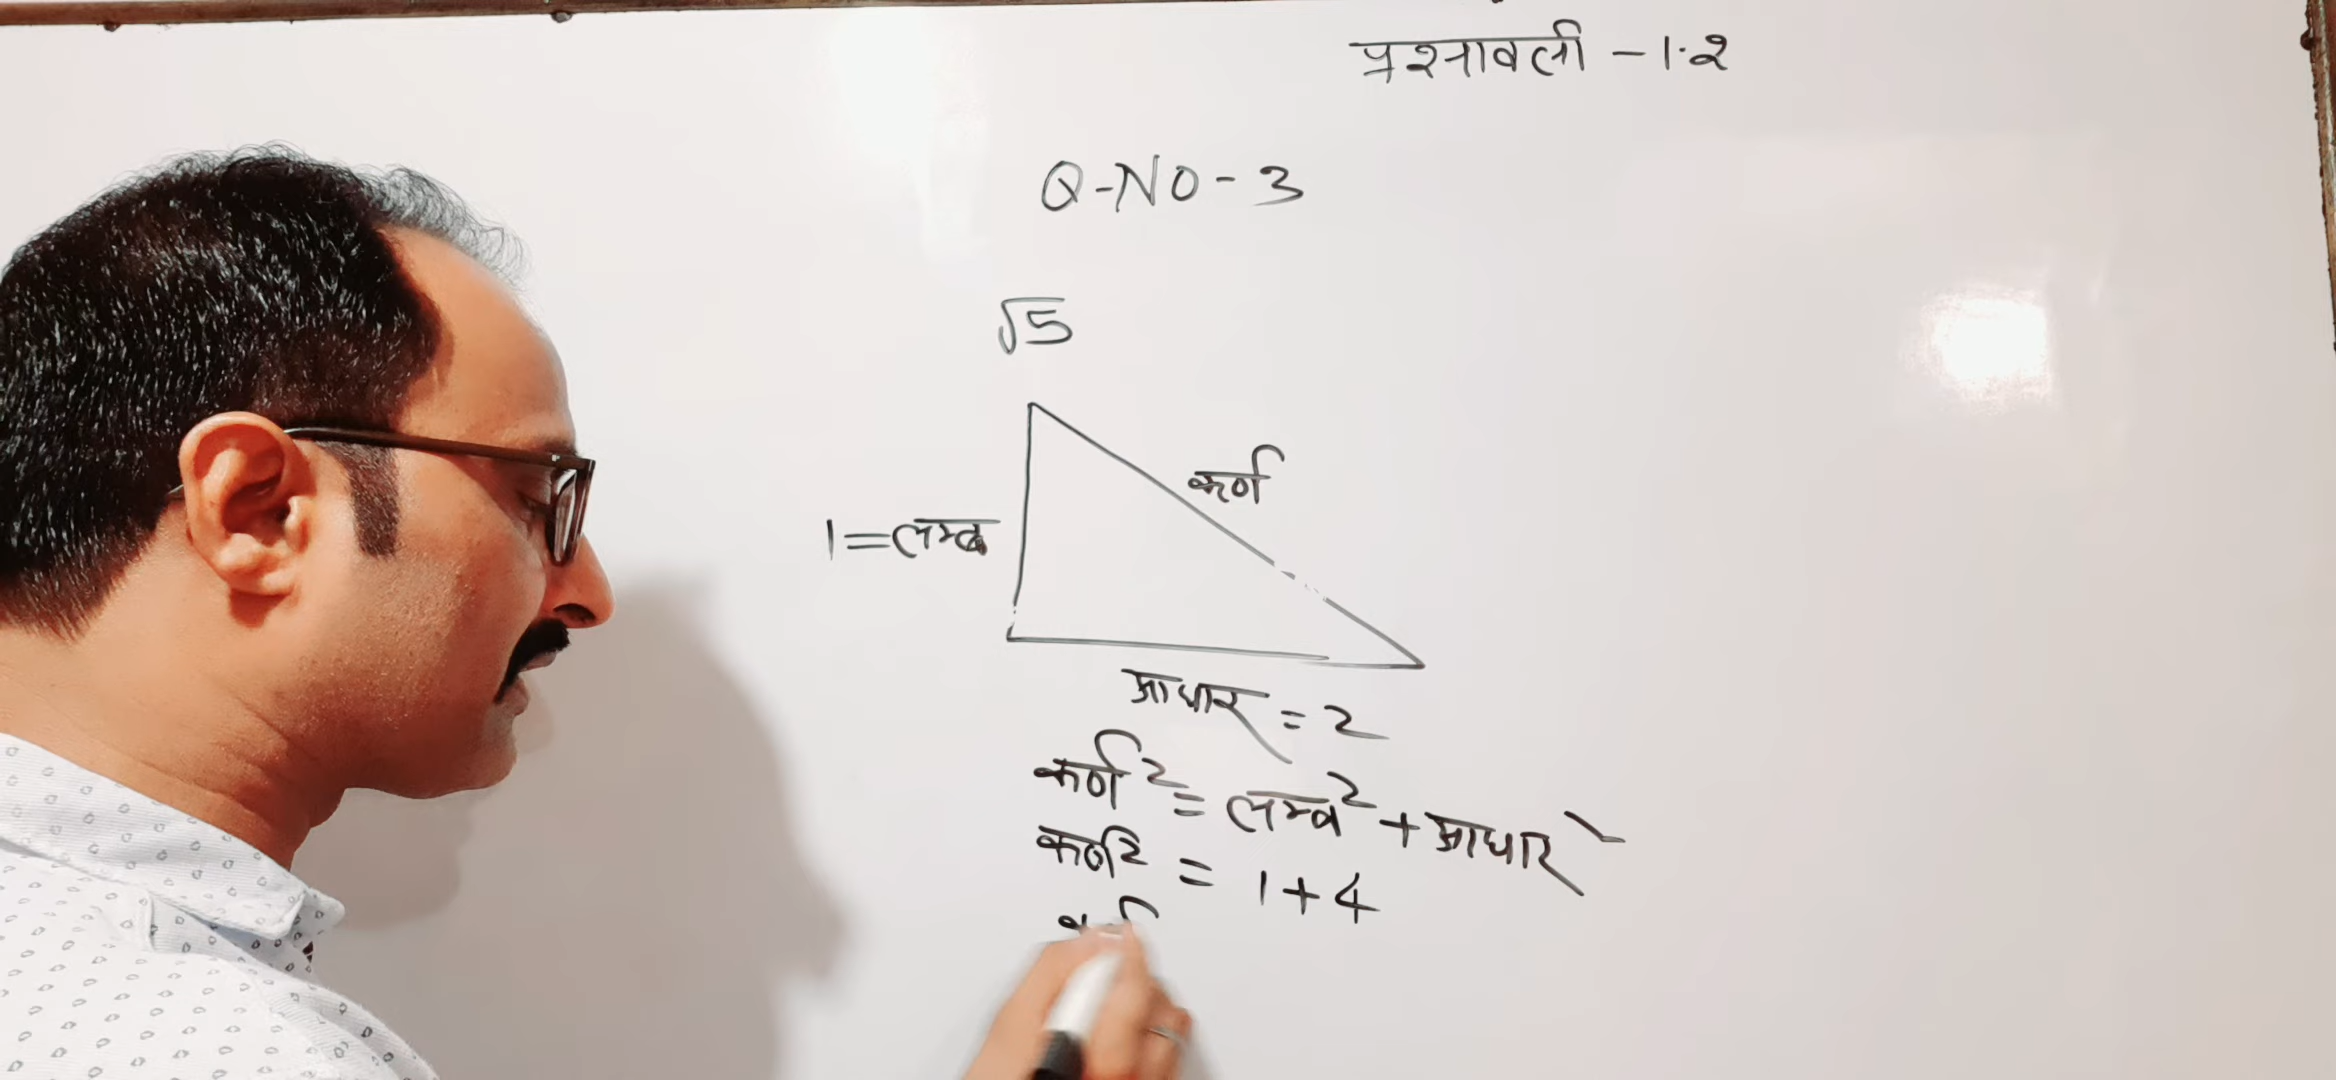 प्रश्नावली - 1.2
Q-NO-3
√5
कर्ण
1=लम्ब
आधार = 2
कर्ण² = लम्ब² + आधार²
कर्ण² = 1+4